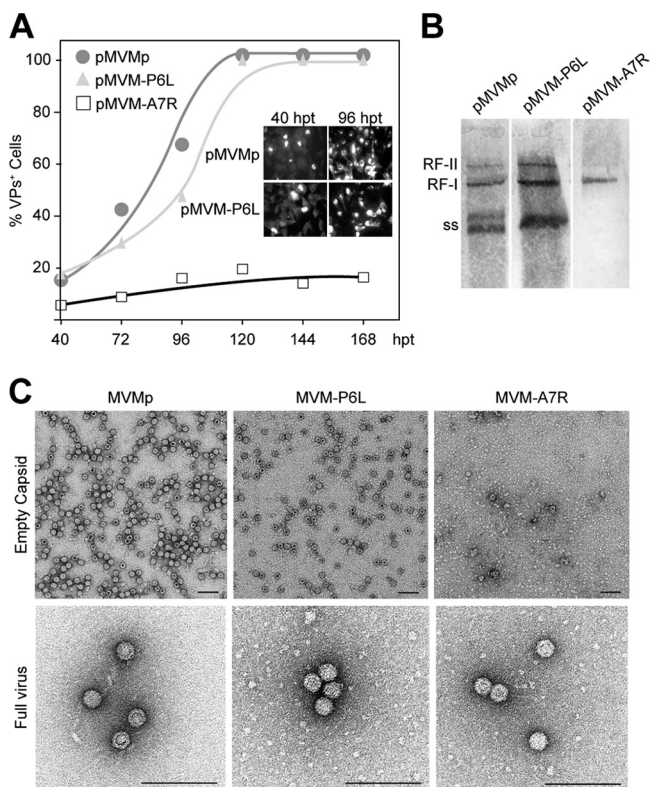 A
pMVMp
pMVM-P6L
pMVM-A7R
% VPs⁺ Cells
100
80
60
40
20
40 72 96 120 144 168 hpt
40 hpt 96 hpt
pMVMp
pMVM-P6L
B
pMVMp pMVM-P6L pMVM-A7R
RF-II
RF-I
ss
C
MVMp MVM-P6L MVM-A7R
Empty Capsid
Full virus